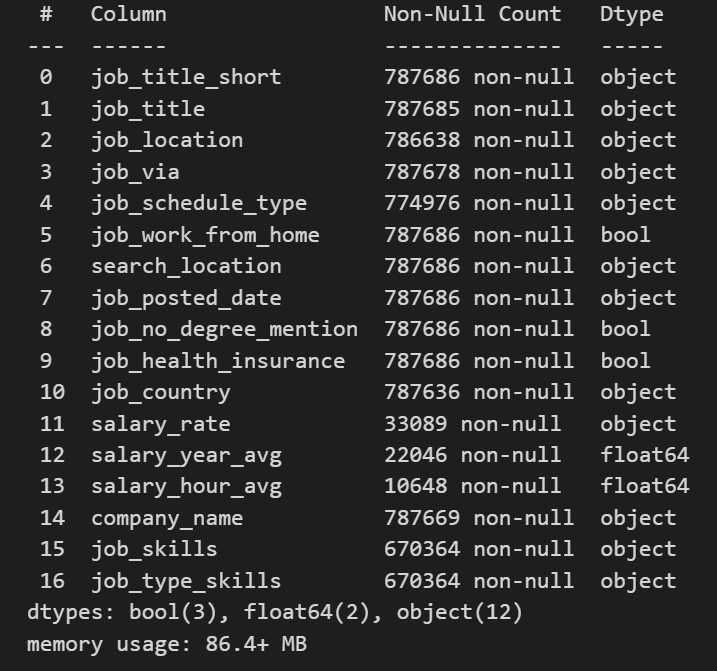 #   Column                 Non-Null Count   Dtype
---  ------                 --------------   -----
 0   job_title_short        787686 non-null  object
 1   job_title              787685 non-null  object
 2   job_location           786638 non-null  object
 3   job_via                787678 non-null  object
 4   job_schedule_type      774976 non-null  object
 5   job_work_from_home     787686 non-null  bool
 6   search_location        787686 non-null  object
 7   job_posted_date        787686 non-null  object
 8   job_no_degree_mention  787686 non-null  bool
 9   job_health_insurance   787686 non-null  bool
 10  job_country            787636 non-null  object
 11  salary_rate            33089 non-null   object
 12  salary_year_avg        22046 non-null   float64
 13  salary_hour_avg        10648 non-null   float64
 14  company_name           787669 non-null  object
 15  job_skills             670364 non-null  object
 16  job_type_skills        670364 non-null  object
dtypes: bool(3), float64(2), object(12)
memory usage: 86.4+ MB